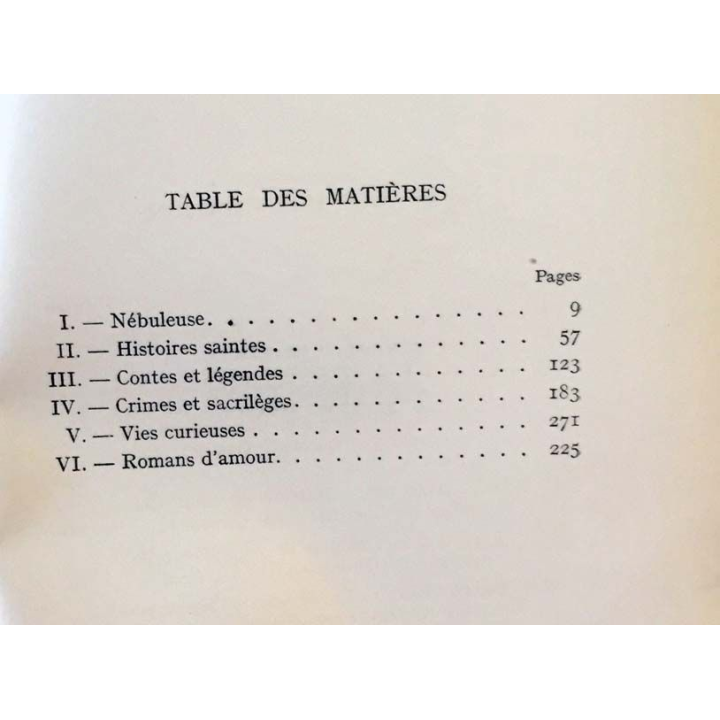 TABLE DES MATIÈRES
Pages
I. — Nébuleuse. . . . . . . . . . . . . . . . 9
II. — Histoires saintes . . . . . . . . . . . . . 57
III. — Contes et légendes . . . . . . . . . . . . 123
IV. — Crimes et sacrilèges. . . . . . . . . . . . 183
V. — Vies curieuses . . . . . . . . . . . . . . 271
VI. — Romans d'amour. . . . . . . . . . . . . 225